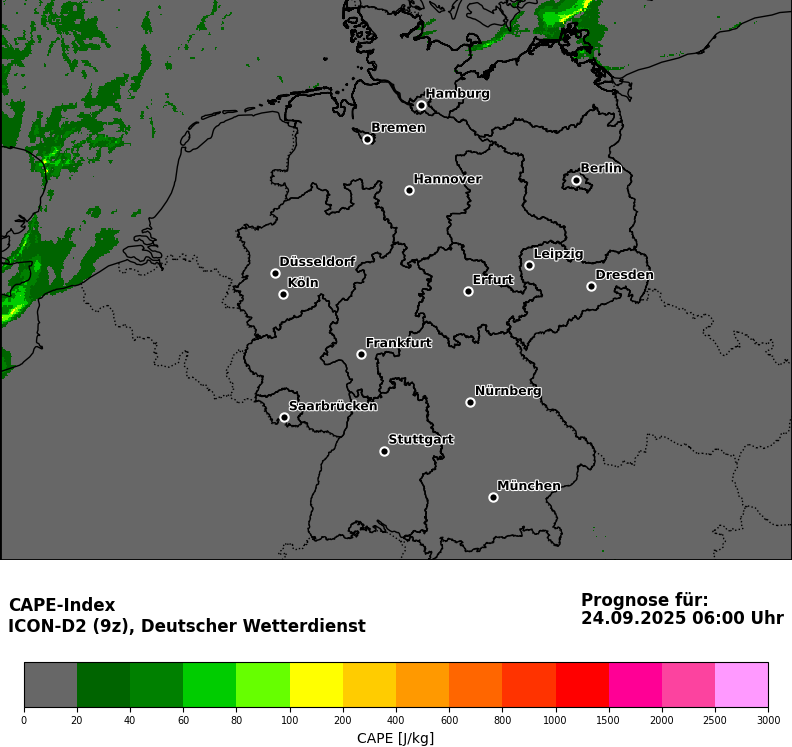 Hamburg
Bremen
Berlin
Hannover
Leipzig
Düsseldorf
Dresden
Köln
Erfurt
Frankfurt
Nürnberg
Saarbrücken
Stuttgart
München
CAPE-Index
ICON-D2 (9z), Deutscher Wetterdienst
Prognose für:
24.09.2025 06:00 Uhr
0 20 40 60 80 100 200 400 600 800 1000 1500 2000 2500 3000
CAPE [J/kg]